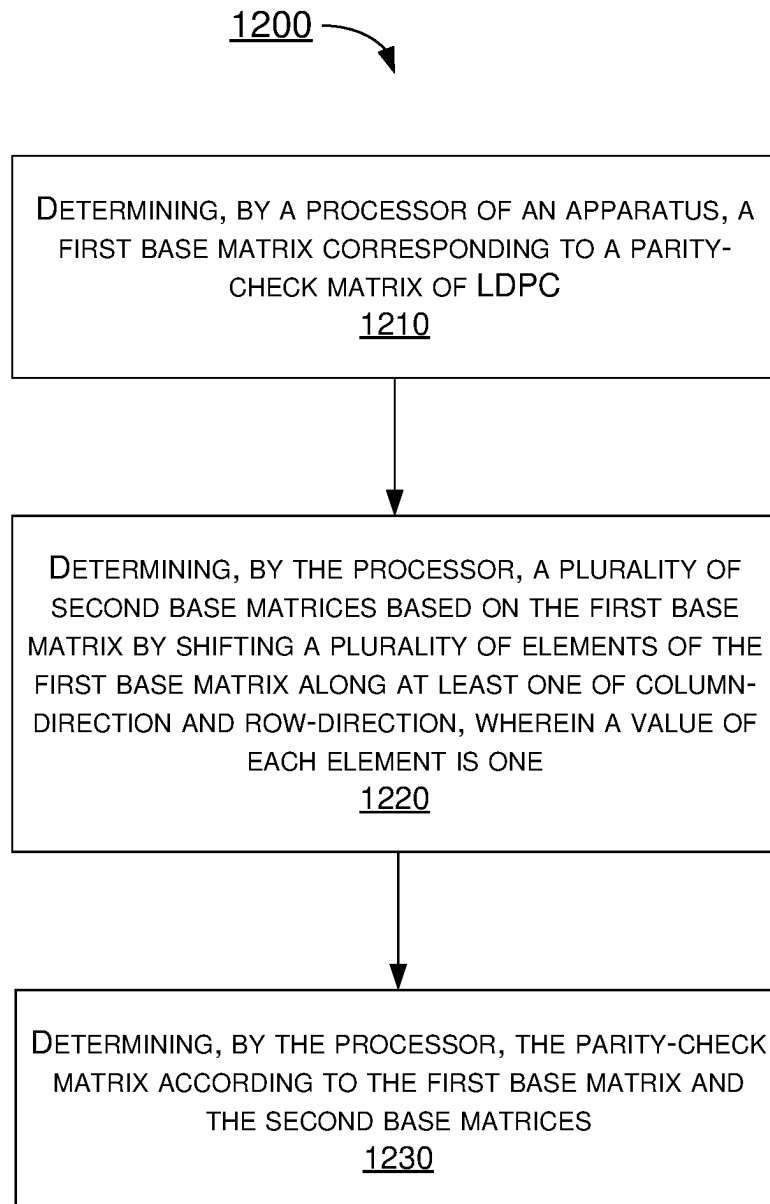 1200
DETERMINING, BY A PROCESSOR OF AN APPARATUS, A
FIRST BASE MATRIX CORRESPONDING TO A PARITY-
CHECK MATRIX OF LDPC
1210
DETERMINING, BY THE PROCESSOR, A PLURALITY OF
SECOND BASE MATRICES BASED ON THE FIRST BASE
MATRIX BY SHIFTING A PLURALITY OF ELEMENTS OF THE
FIRST BASE MATRIX ALONG AT LEAST ONE OF COLUMN-
DIRECTION AND ROW-DIRECTION, WHEREIN A VALUE OF
EACH ELEMENT IS ONE
1220
DETERMINING, BY THE PROCESSOR, THE PARITY-CHECK
MATRIX ACCORDING TO THE FIRST BASE MATRIX AND
THE SECOND BASE MATRICES
1230